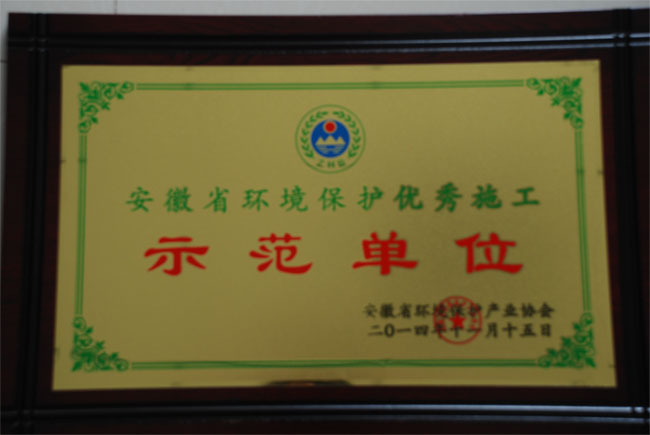 ZHB
安徽省环境保护优秀施工
示范单位
安徽省环境保护产业协会
二〇一四年十一月十五日